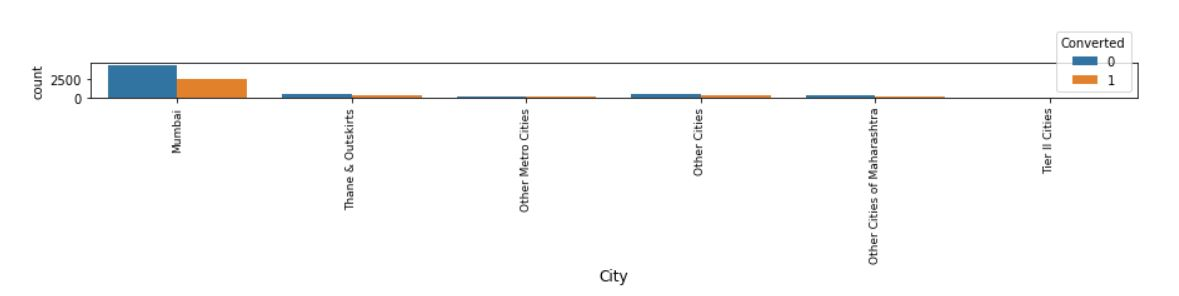 Converted
0
1
count
2500
0
Mumbai
Thane & Outskirts
Other Metro Cities
Other Cities
Other Cities of Maharashtra
Tier II Cities
City